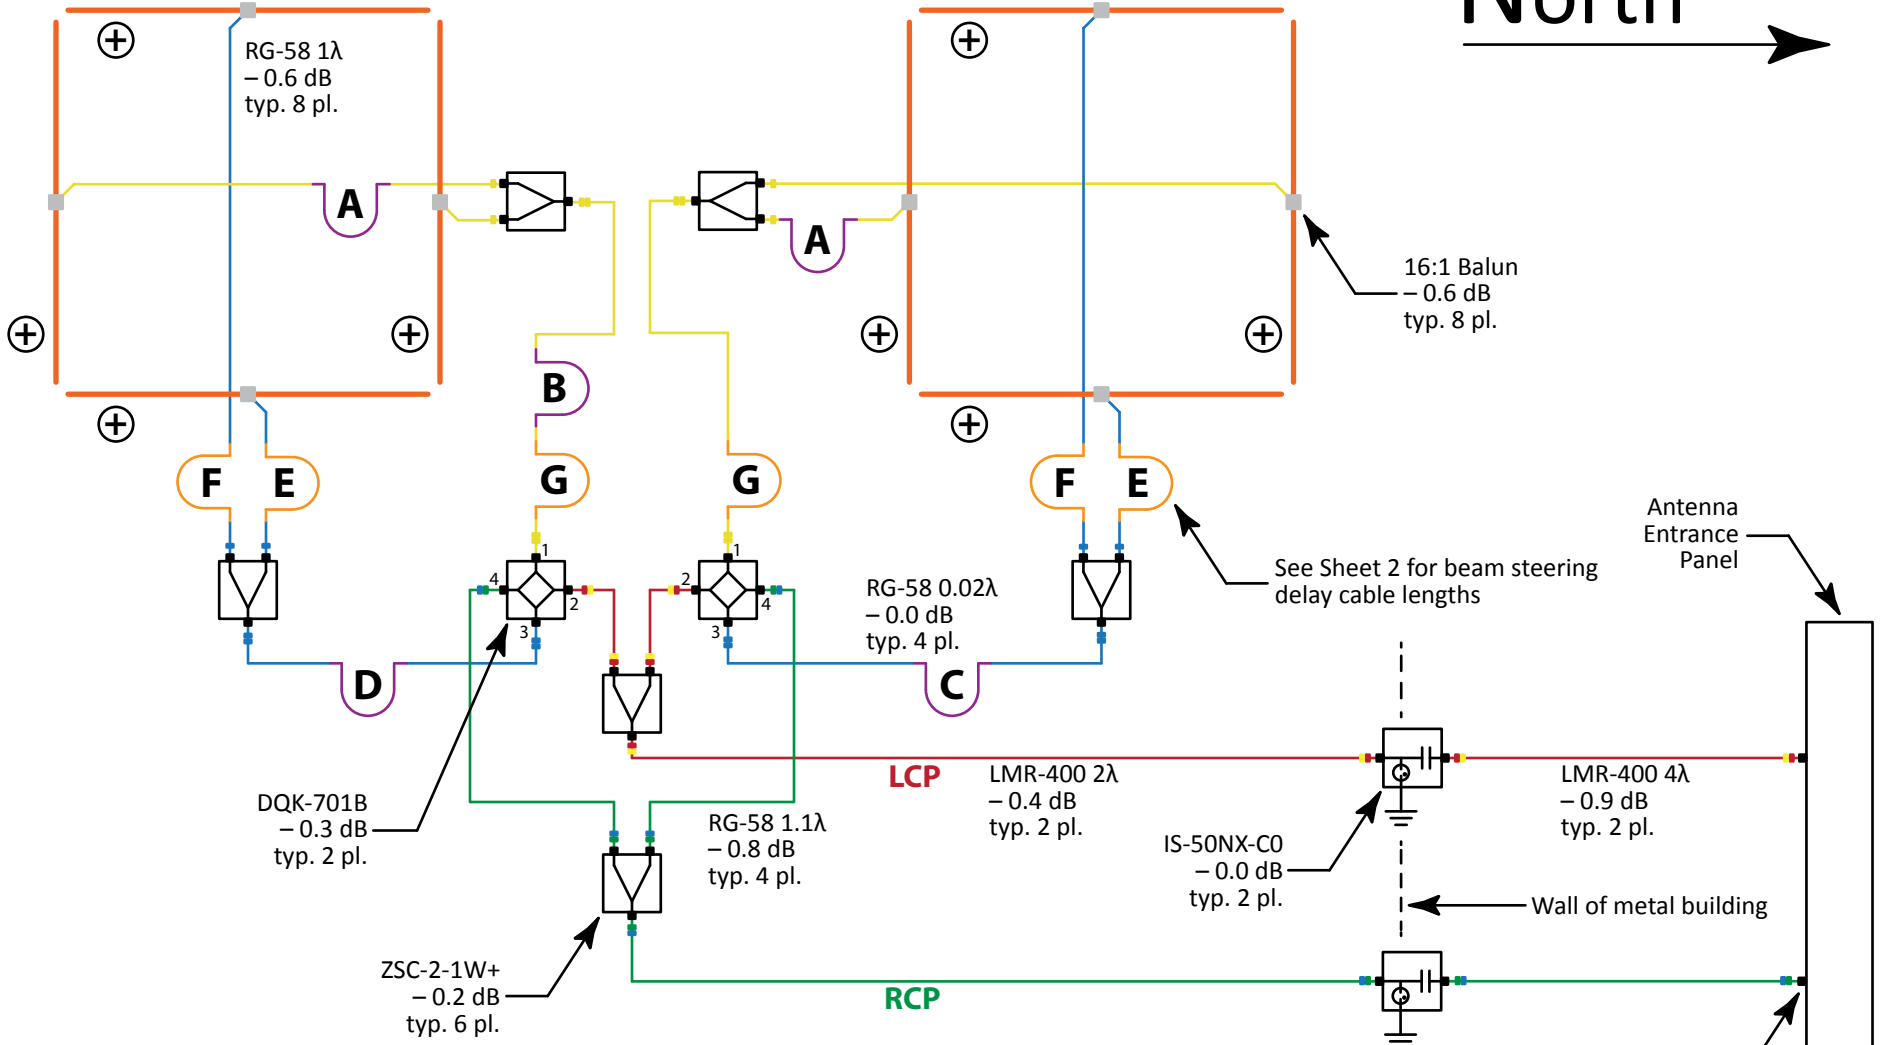 North
RG-58 1λ
– 0.6 dB
typ. 8 pl.
A
A
16:1 Balun
– 0.6 dB
typ. 8 pl.
B
F
E
G
G
F
E
Antenna
Entrance
Panel
See Sheet 2 for beam steering
delay cable lengths
1
4
2
3
1
2
4
3
RG-58 0.02λ
– 0.0 dB
typ. 4 pl.
D
C
LCP
LMR-400 2λ
– 0.4 dB
typ. 2 pl.
LMR-400 4λ
– 0.9 dB
typ. 2 pl.
DQK-701B
– 0.3 dB
typ. 2 pl.
RG-58 1.1λ
– 0.8 dB
typ. 4 pl.
IS-50NX-C0
– 0.0 dB
typ. 2 pl.
Wall of metal building
ZSC-2-1W+
– 0.2 dB
typ. 6 pl.
RCP